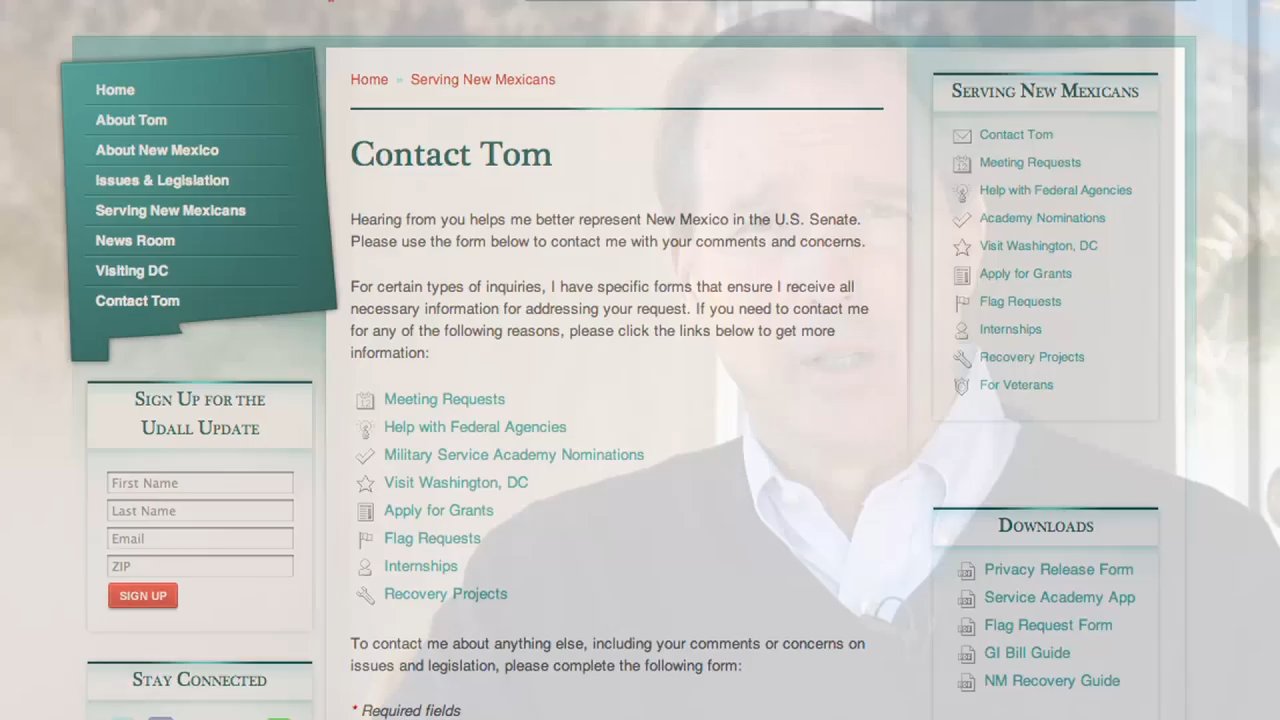 Home
About Tom
About New Mexico
Issues & Legislation
Serving New Mexicans
News Room
Visiting DC
Contact Tom
Sign Up for the
Udall Update
First Name
Last Name
Email
ZIP
SIGN UP
Stay Connected
Home » Serving New Mexicans
Contact Tom
Hearing from you helps me better represent New Mexico in the U.S. Senate.
Please use the form below to contact me with your comments and concerns.
For certain types of inquiries, I have specific forms that ensure I receive all
necessary information for addressing your request. If you need to contact me
for any of the following reasons, please click the links below to get more
information:
Meeting Requests
Help with Federal Agencies
Military Service Academy Nominations
Visit Washington, DC
Apply for Grants
Flag Requests
Internships
Recovery Projects
To contact me about anything else, including your comments or concerns on
issues and legislation, please complete the following form:
* Required fields
Serving New Mexicans
Contact Tom
Meeting Requests
Help with Federal Agencies
Academy Nominations
Visit Washington, DC
Apply for Grants
Flag Requests
Internships
Recovery Projects
For Veterans
Downloads
Privacy Release Form
Service Academy App
Flag Request Form
GI Bill Guide
NM Recovery Guide